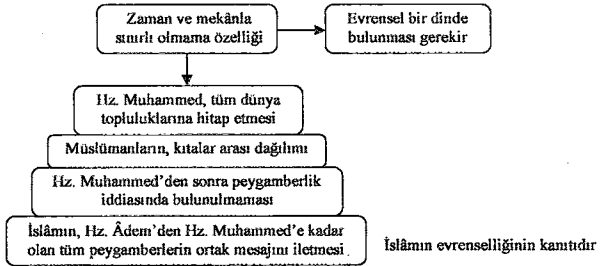 Zaman ve mekânla
sınırlı olmama özelliği
Evrensel bir dinde
bulunması gerekir
Hz. Muhammed, tüm dünya
topluluklarına hitap etmesi
Müslümanların, kıtalar arası dağılımı
Hz. Muhammed'den sonra peygamberlik
iddiasında bulunulmaması
İslâmın, Hz. Âdem'den Hz. Muhammed'e kadar
olan tüm peygamberlerin ortak mesajını iletmesi
İslâmın evrenselliğinin kanıtıdır